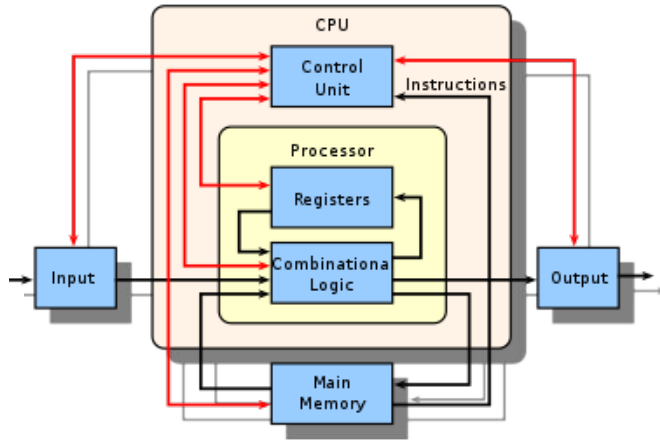 CPU
Control
Unit
Instructions
Processor
Registers
Input
Combinationa
Logic
Output
Main
Memory